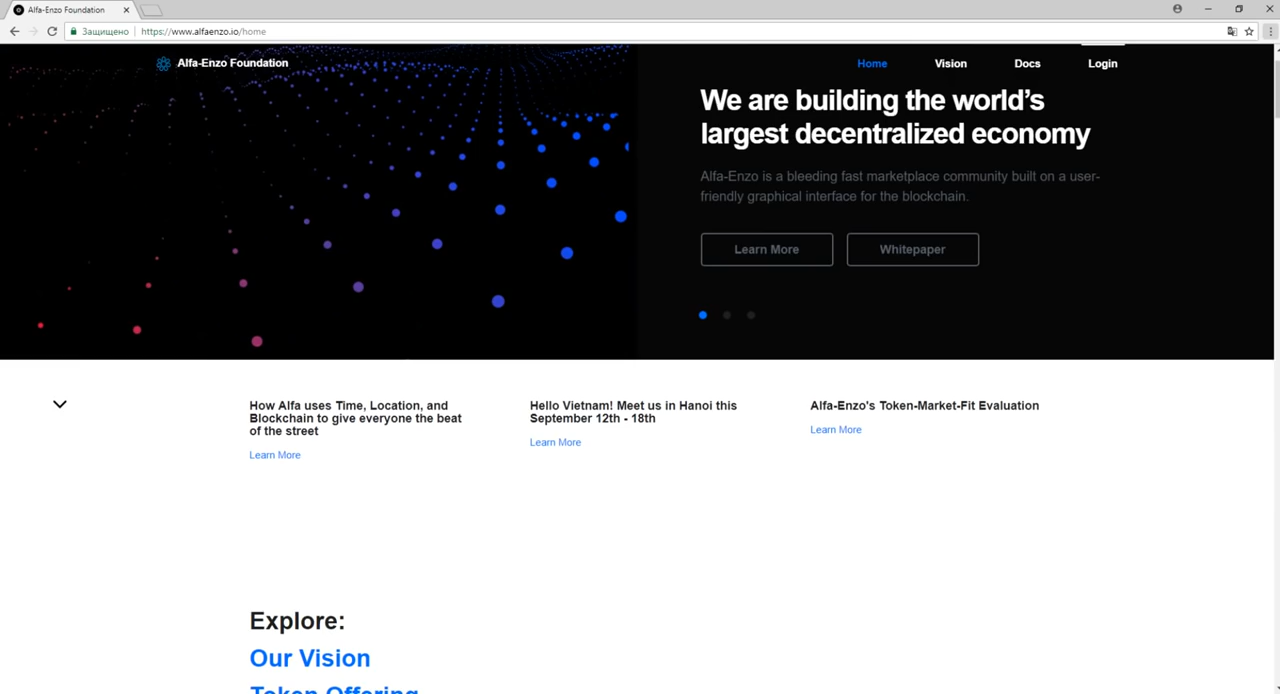 Alfa-Enzo Foundation
Защищено
https://www.alfaenzo.io/home
Alfa-Enzo Foundation
Home
Vision
Docs
Login
We are building the world’s
largest decentralized economy
Alfa-Enzo is a bleeding fast marketplace community built on a user-
friendly graphical interface for the blockchain.
Learn More
Whitepaper
How Alfa uses Time, Location, and
Blockchain to give everyone the beat
of the street
Learn More
Hello Vietnam! Meet us in Hanoi this
September 12th - 18th
Learn More
Alfa-Enzo's Token-Market-Fit Evaluation
Learn More
Explore:
Our Vision
Token Offering